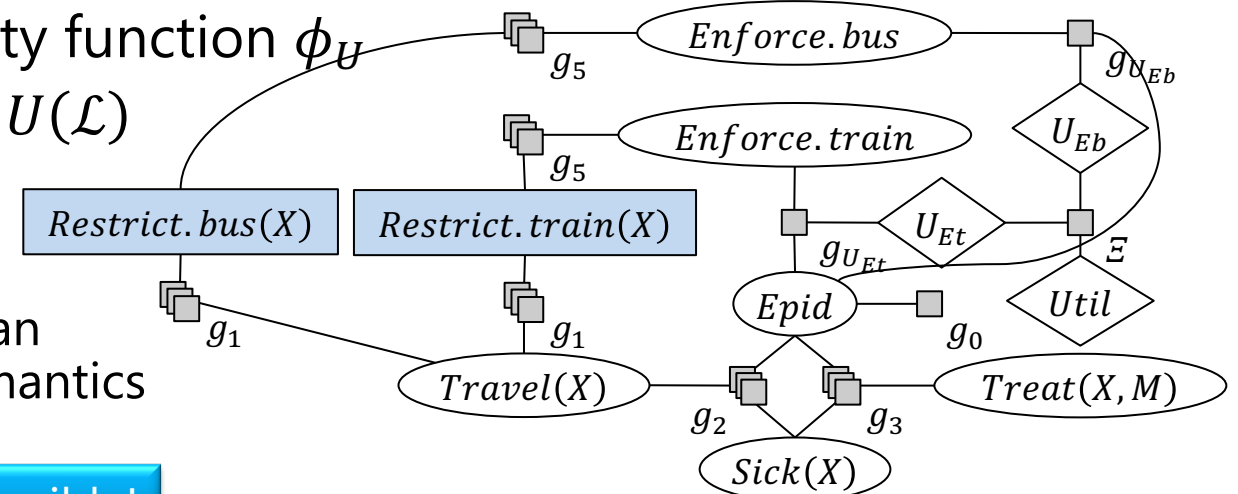 ty function ϕ_U
U(ℒ)
an
mantics
Enforce.bus
g_5
g_{U_{Eb}}
U_{Eb}
Enforce.train
g_5
Restrict.bus(X)
Restrict.train(X)
U_{Et}
g_{U_{Et}}
Ξ
Epid
g_0
Util
g_1
g_1
Travel(X)
g_2
g_3
Treat(X, M)
Sick(X)